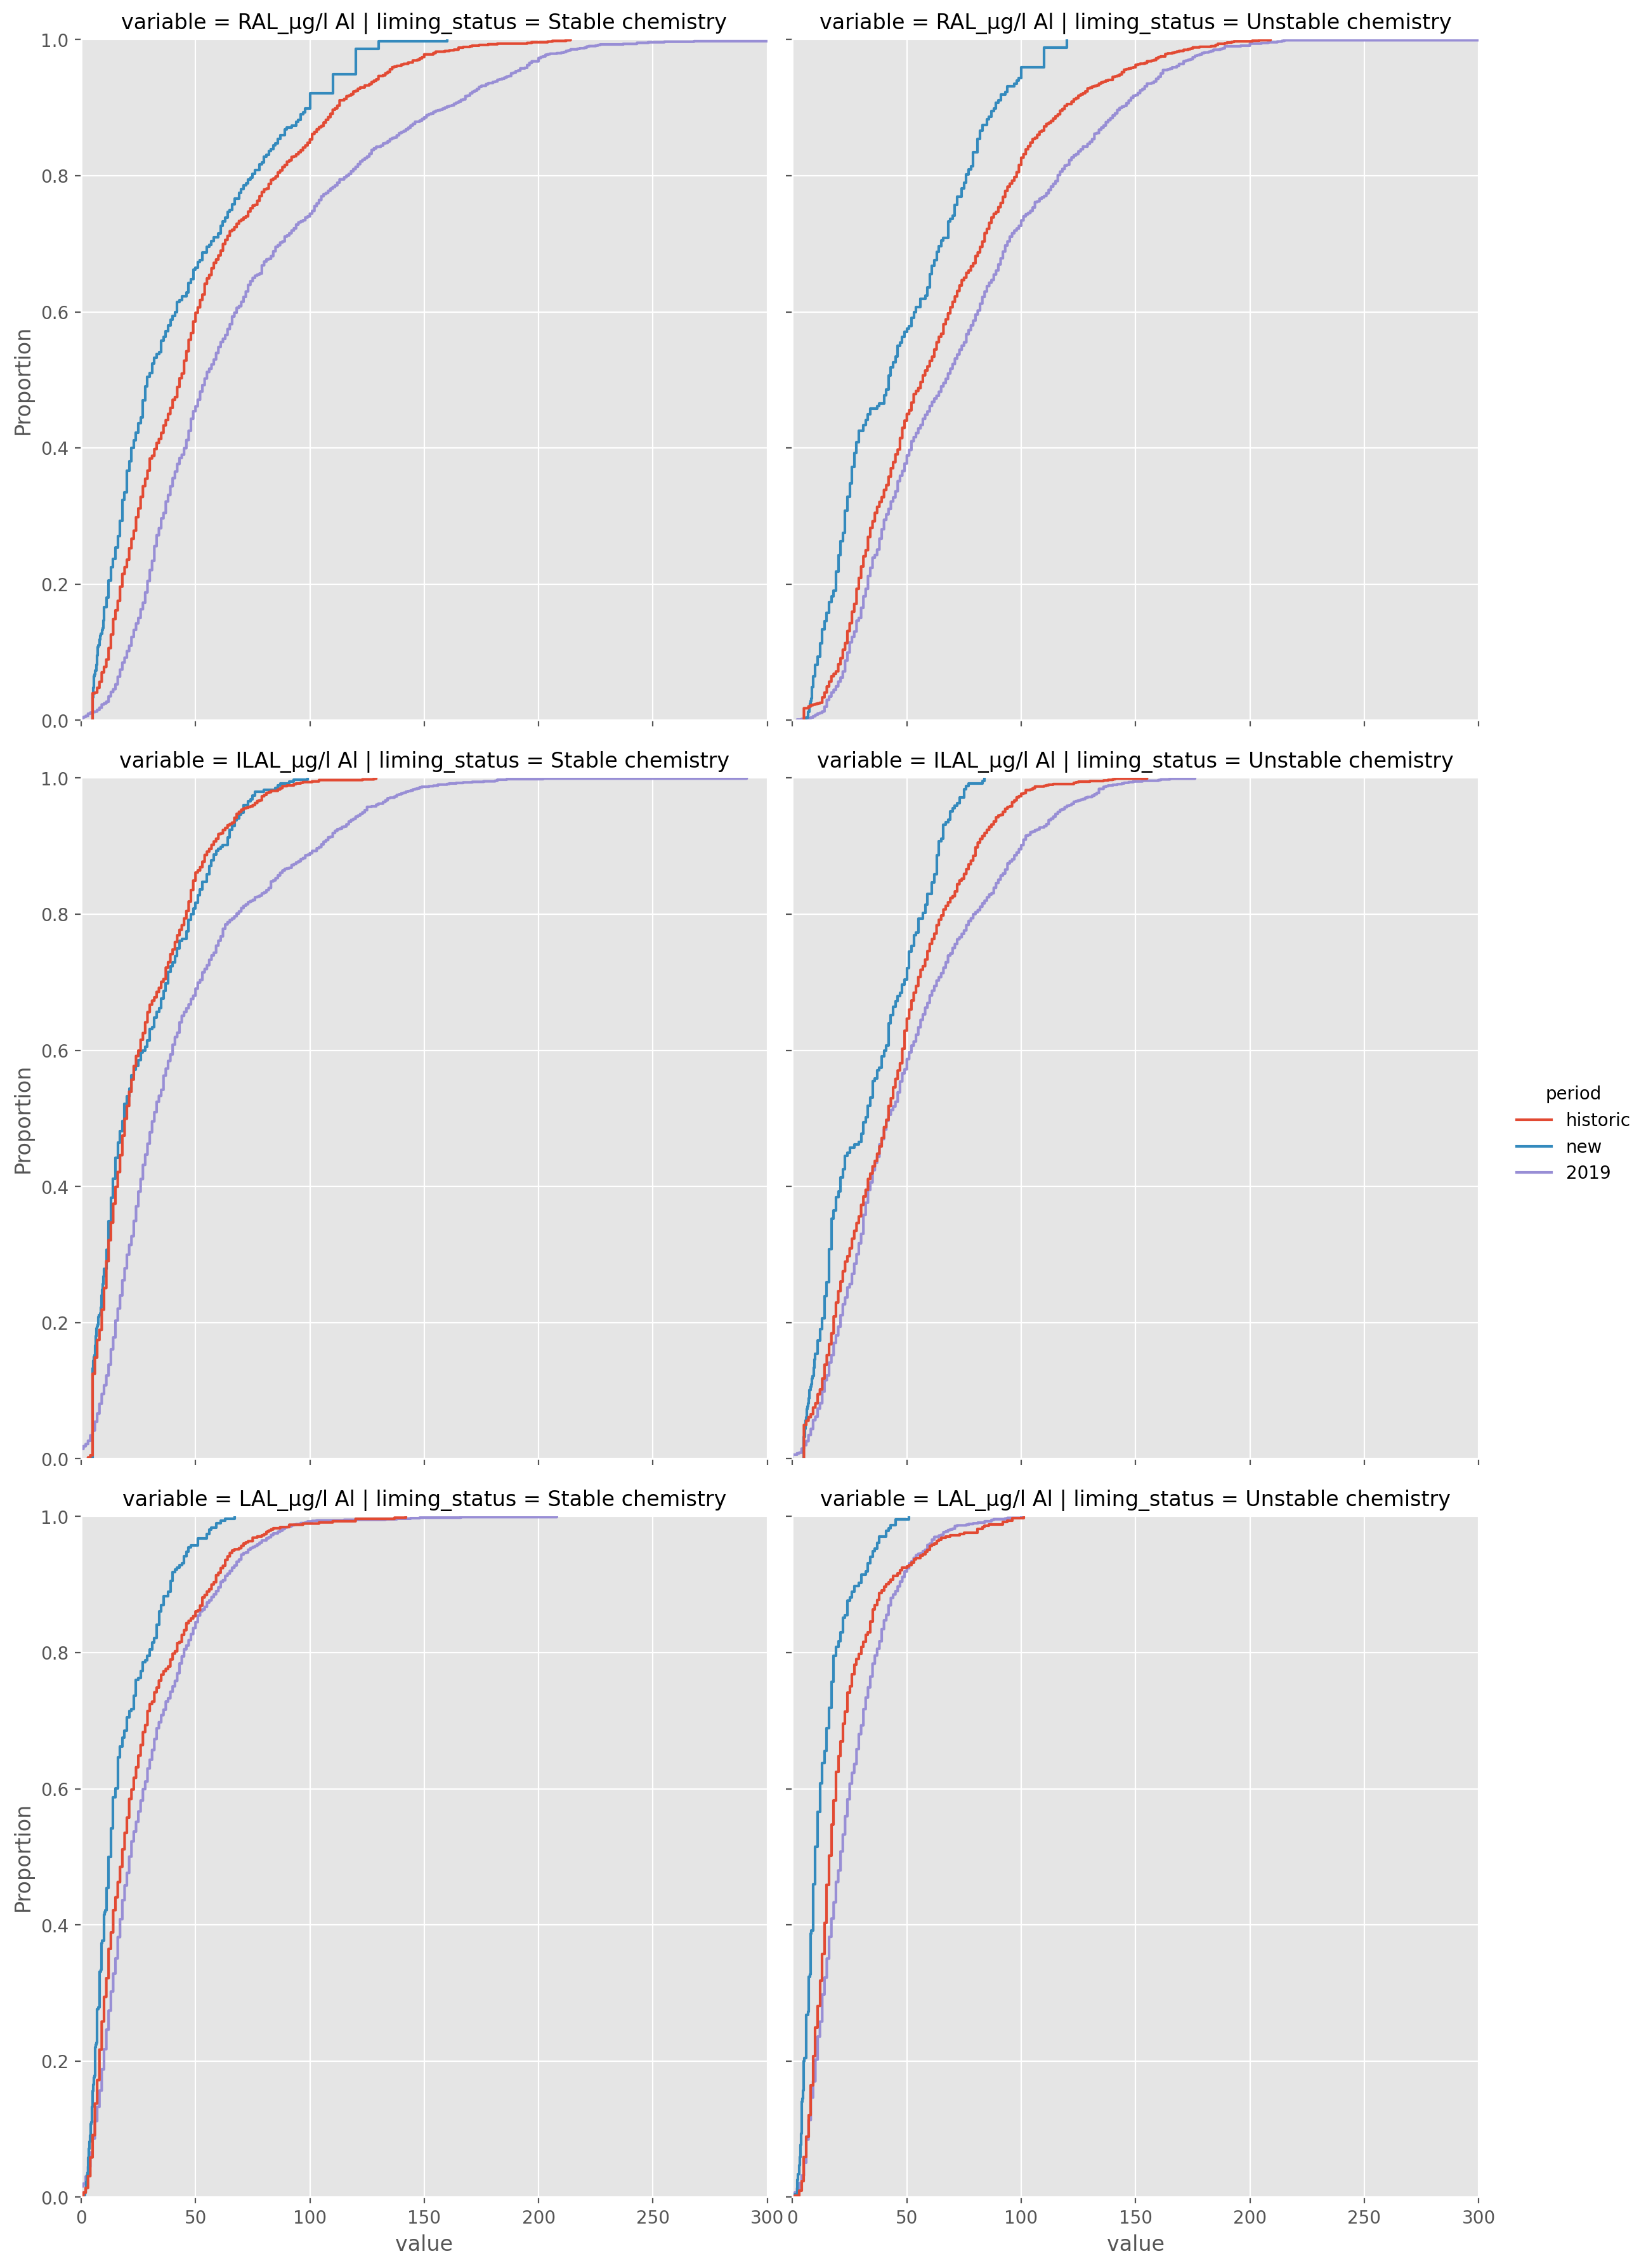 variable = RAL_µg/l Al | liming_status = Stable chemistry
variable = RAL_µg/l Al | liming_status = Unstable chemistry
1.0
0.8
0.6
0.4
0.2
0.0
Proportion
variable = ILAL_µg/l Al | liming_status = Stable chemistry
variable = ILAL_µg/l Al | liming_status = Unstable chemistry
1.0
0.8
0.6
0.4
0.2
0.0
Proportion
period
historic
new
2019
variable = LAL_µg/l Al | liming_status = Stable chemistry
variable = LAL_µg/l Al | liming_status = Unstable chemistry
1.0
0.8
0.6
0.4
0.2
0.0
Proportion
0 50 100 150 200 250 300
0 50 100 150 200 250 300
value
value